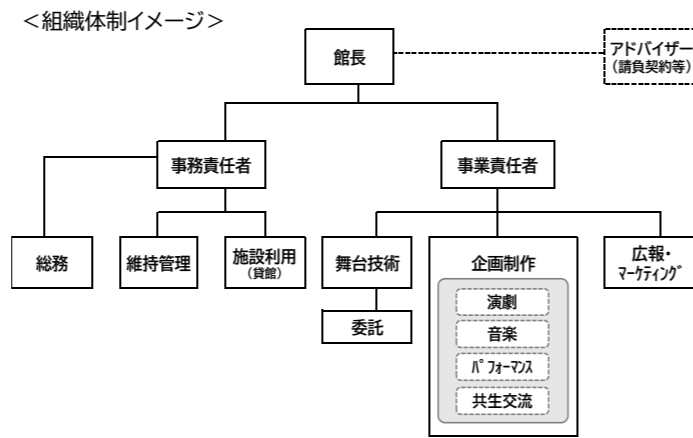 ＜組織体制イメージ＞
館長
アドバイザー
（請負契約等）
事務責任者
事業責任者
総務
維持管理
施設利用
（貸館）
舞台技術
企画制作
広報・
ﾏｰｹﾃｨﾝｸﾞ
委託
演劇
音楽
ﾊﾟﾌｫｰﾏﾝｽ
共生交流